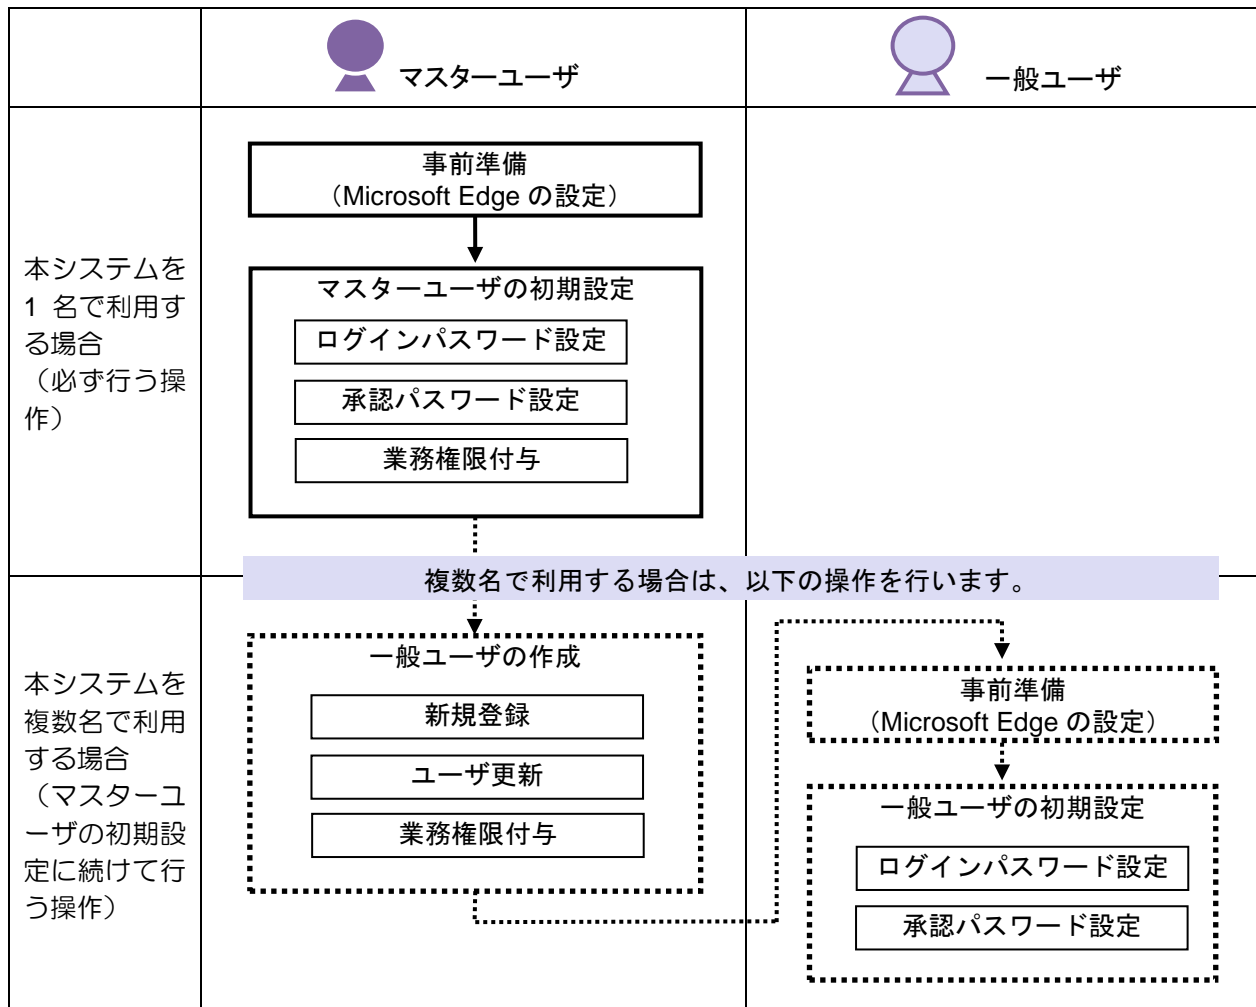 マスターユーザ
一般ユーザ
本システムを
1 名で利用す
る場合
（必ず行う操
作）
事前準備
（Microsoft Edge の設定）
マスターユーザの初期設定
ログインパスワード設定
承認パスワード設定
業務権限付与
複数名で利用する場合は、以下の操作を行います。
本システムを
複数名で利用
する場合
（マスターユ
ーザの初期設
定に続けて行
う操作）
一般ユーザの作成
新規登録
ユーザ更新
業務権限付与
事前準備
（Microsoft Edge の設定）
一般ユーザの初期設定
ログインパスワード設定
承認パスワード設定